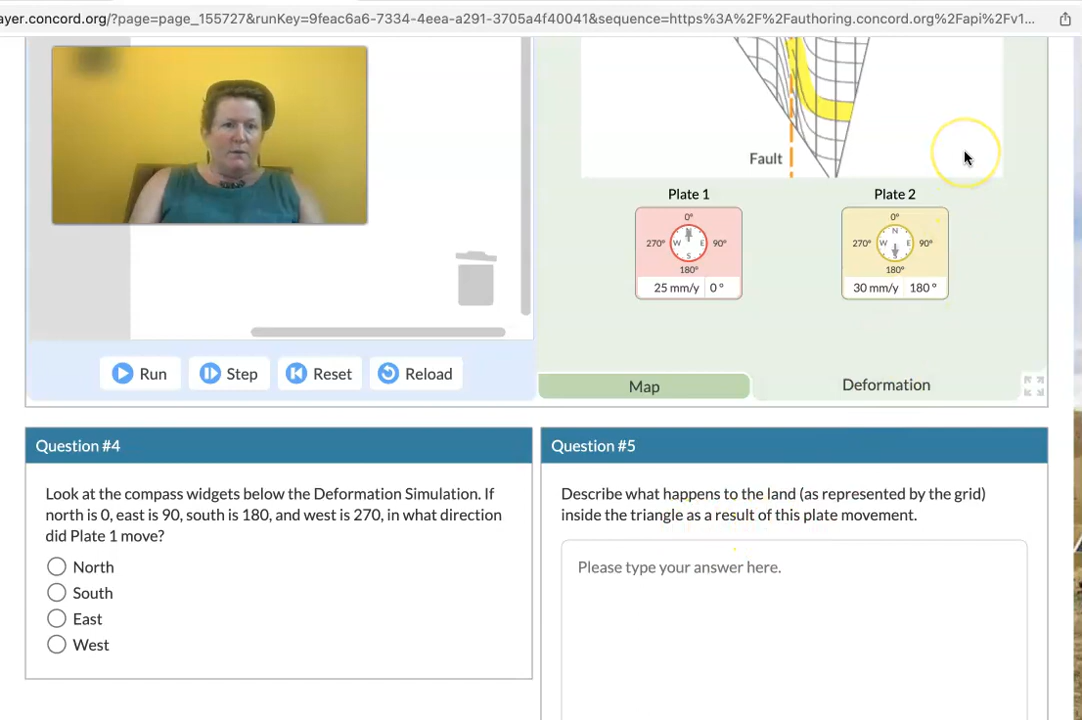 ayer.concord.org/?page=page_155727&runKey=9feac6a6-7334-4eea-a291-3705a4f40041&sequence=https%3A%2F%2Fauthoring.concord.org%2Fapi%2Fv1...
Fault
Plate 1
Plate 2
0°
N
270° W E 90°
S
180°
25 mm/y 0 °
0°
N
270° W E 90°
S
180°
30 mm/y 180 °
Run
Step
Reset
Reload
Map
Deformation
Question #4
Look at the compass widgets below the Deformation Simulation. If
north is 0, east is 90, south is 180, and west is 270, in what direction
did Plate 1 move?
North
South
East
West
Question #5
Describe what happens to the land (as represented by the grid)
inside the triangle as a result of this plate movement.
Please type your answer here.